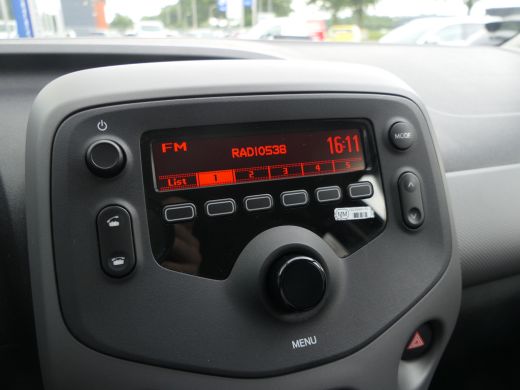 FM RADIO538 16:11
List 1 2 3 4 5
MODE
MENU